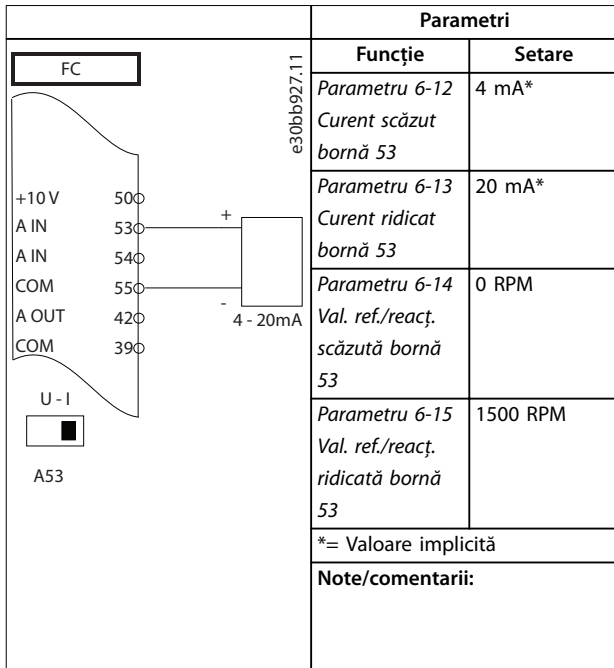 FC
e30bb927.11
+10 V 50
A IN 53
+
A IN 54
COM 55
-
4 - 20mA
A OUT 42
COM 39
U - I
A53
Parametri
Funcție Setare
Parametru 6-12 4 mA*
Curent scăzut
bornă 53
Parametru 6-13 20 mA*
Curent ridicat
bornă 53
Parametru 6-14 0 RPM
Val. ref./reacț.
scăzută bornă
53
Parametru 6-15 1500 RPM
Val. ref./reacț.
ridicată bornă
53
*= Valoare implicită
Note/comentarii: